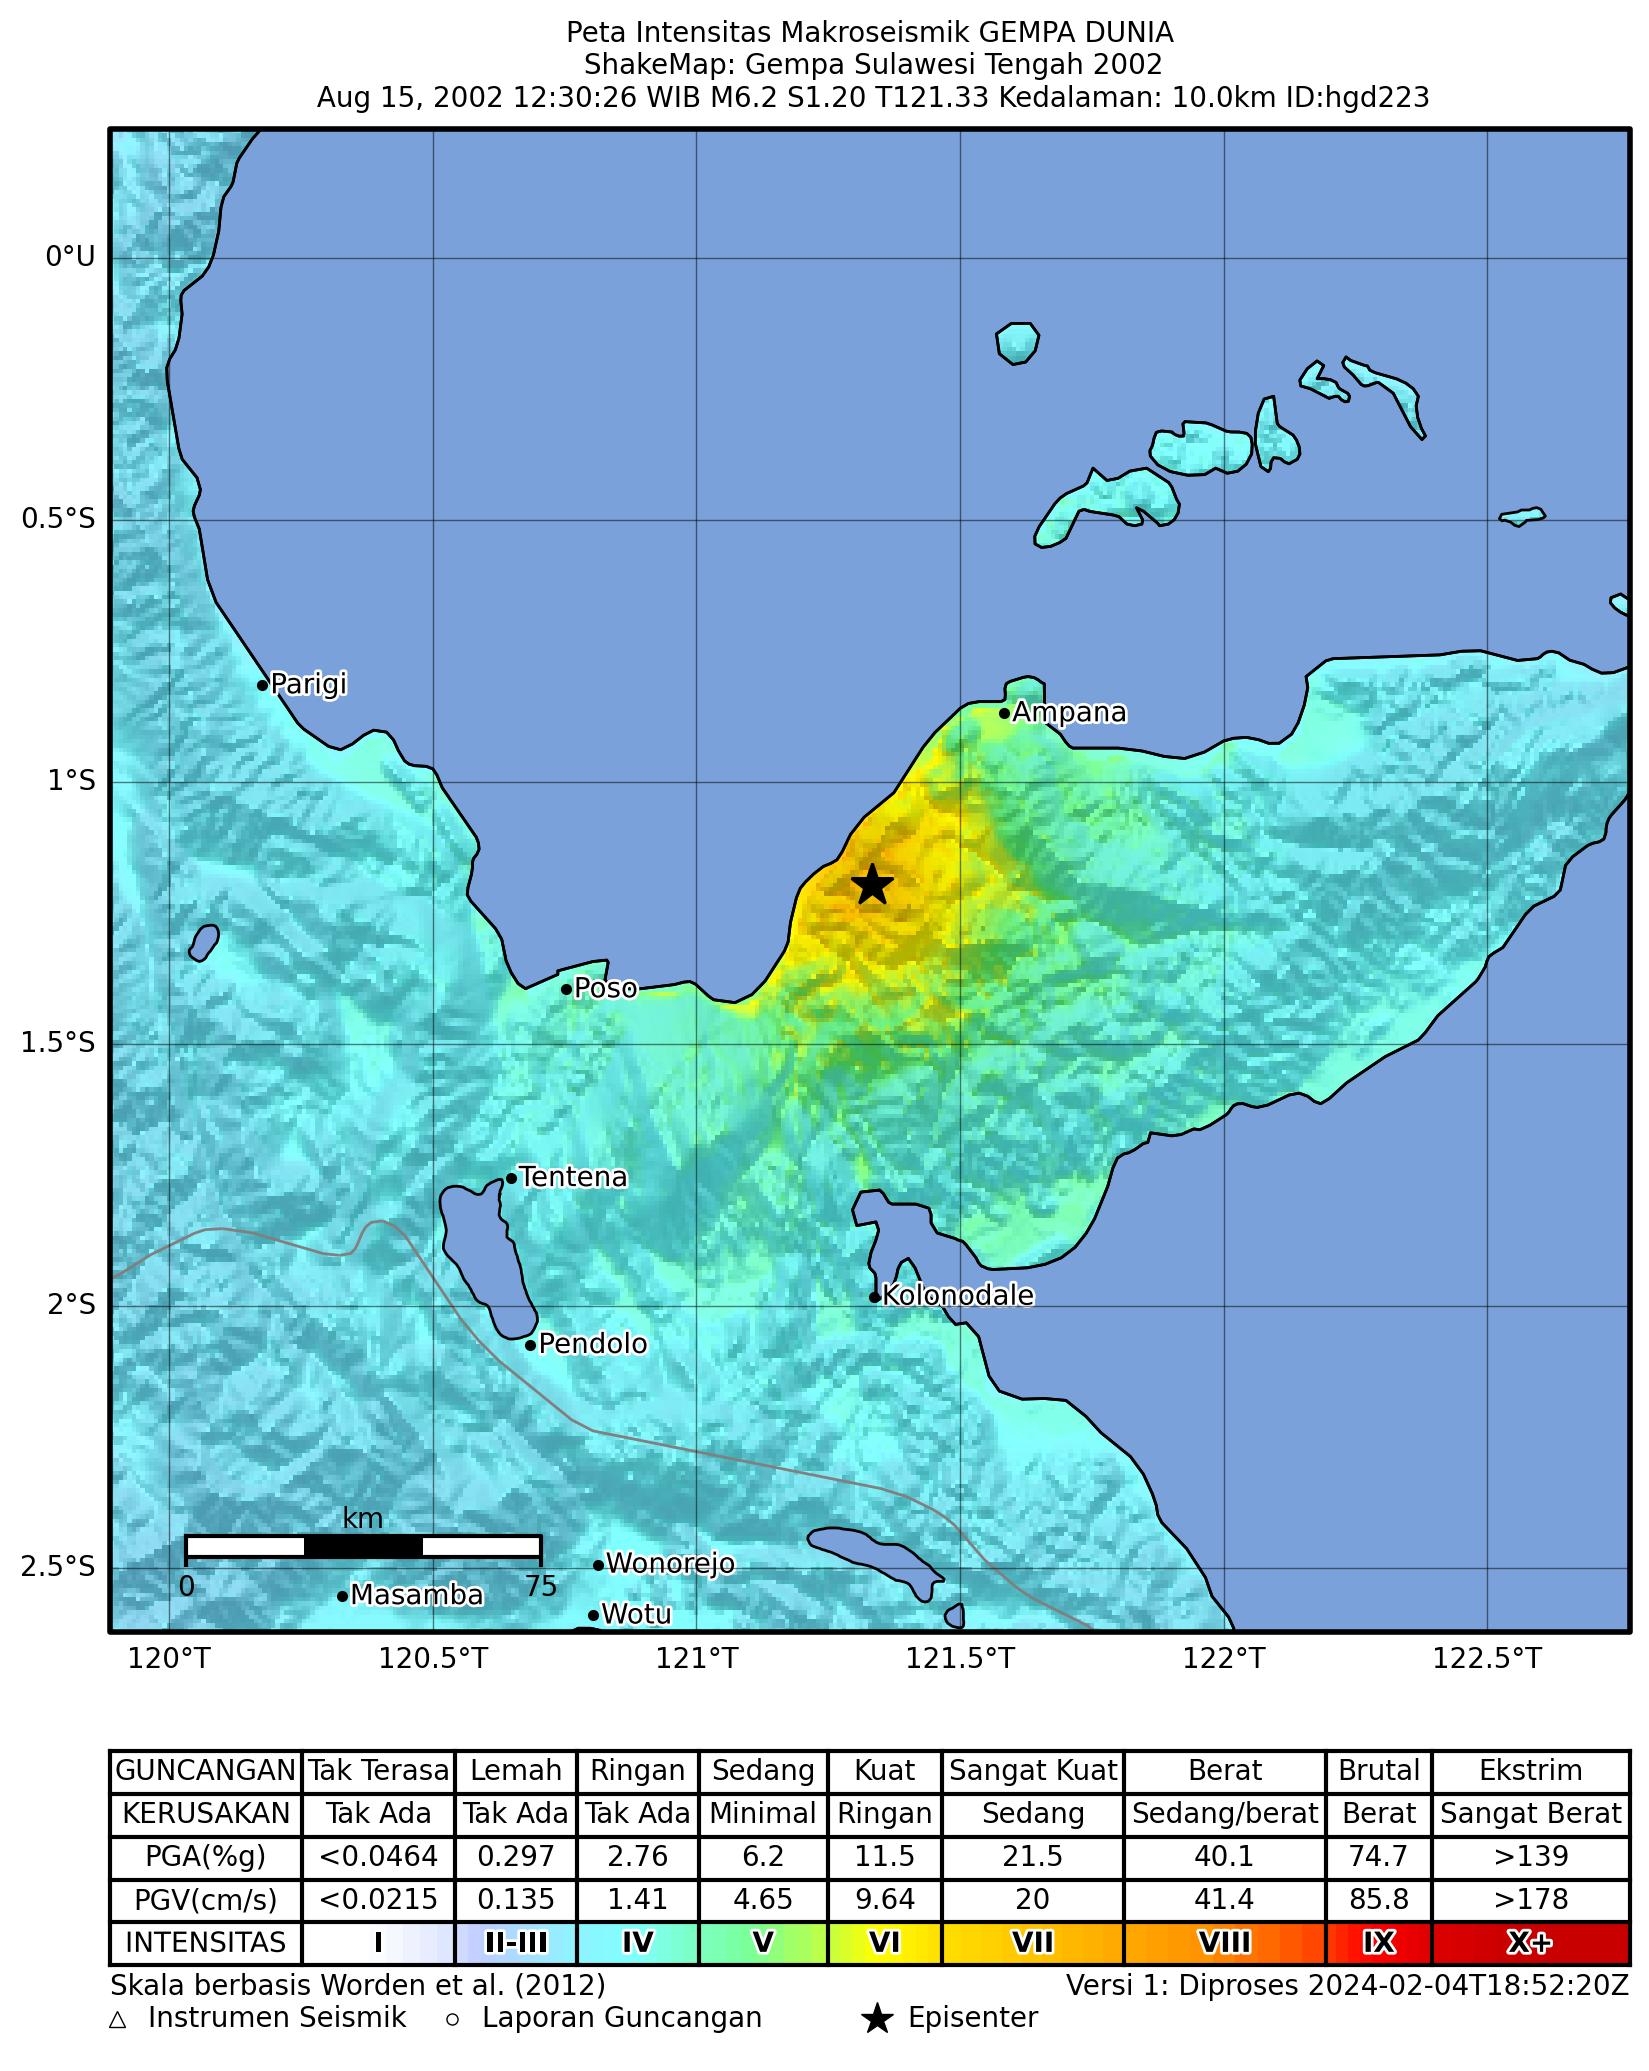 Peta Intensitas Makroseismik GEMPA DUNIA
ShakeMap: Gempa Sulawesi Tengah 2002
Aug 15, 2002 12:30:26 WIB M6.2 S1.20 T121.33 Kedalaman: 10.0km ID:hgd223
0°U
0.5°S
Parigi
Ampana
1°S
Poso
1.5°S
Tentena
2°S
Kolonodale
Pendolo
km
0 75
2.5°S
Wonorejo
Masamba
Wotu
120°T 120.5°T 121°T 121.5°T 122°T 122.5°T
GUNCANGAN Tak Terasa Lemah Ringan Sedang Kuat Sangat Kuat Berat Brutal Ekstrim
KERUSAKAN Tak Ada Tak Ada Tak Ada Minimal Ringan Sedang Sedang/berat Berat Sangat Berat
PGA(%g) <0.0464 0.297 2.76 6.2 11.5 21.5 40.1 74.7 >139
PGV(cm/s) <0.0215 0.135 1.41 4.65 9.64 20 41.4 85.8 >178
INTENSITAS I II-III IV V VI VII VIII IX X+
Skala berbasis Worden et al. (2012) Versi 1: Diproses 2024-02-04T18:52:20Z
Instrumen Seismik Laporan Guncangan Episenter